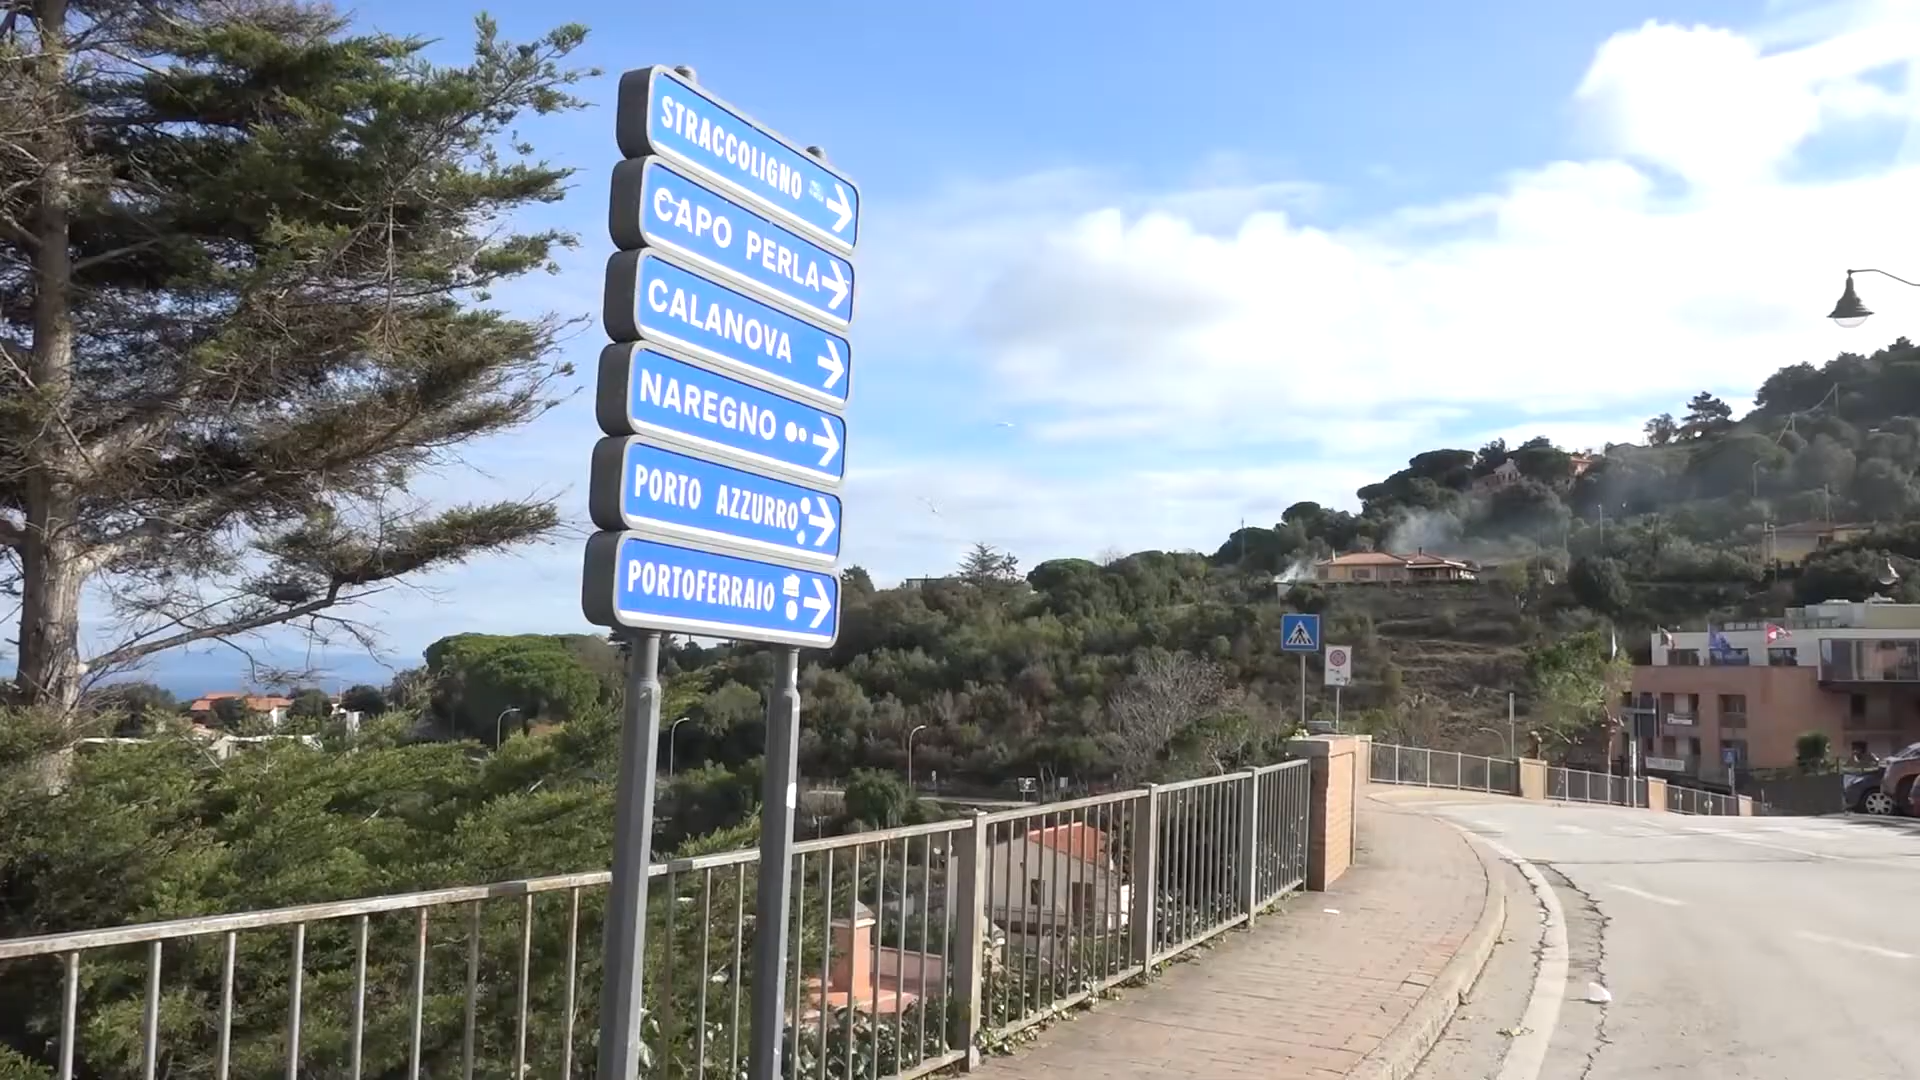 STRACCOLIGNO
CAPO PERLA
CALANOVA
NAREGNO
PORTO AZZURRO
PORTOFERRAIO